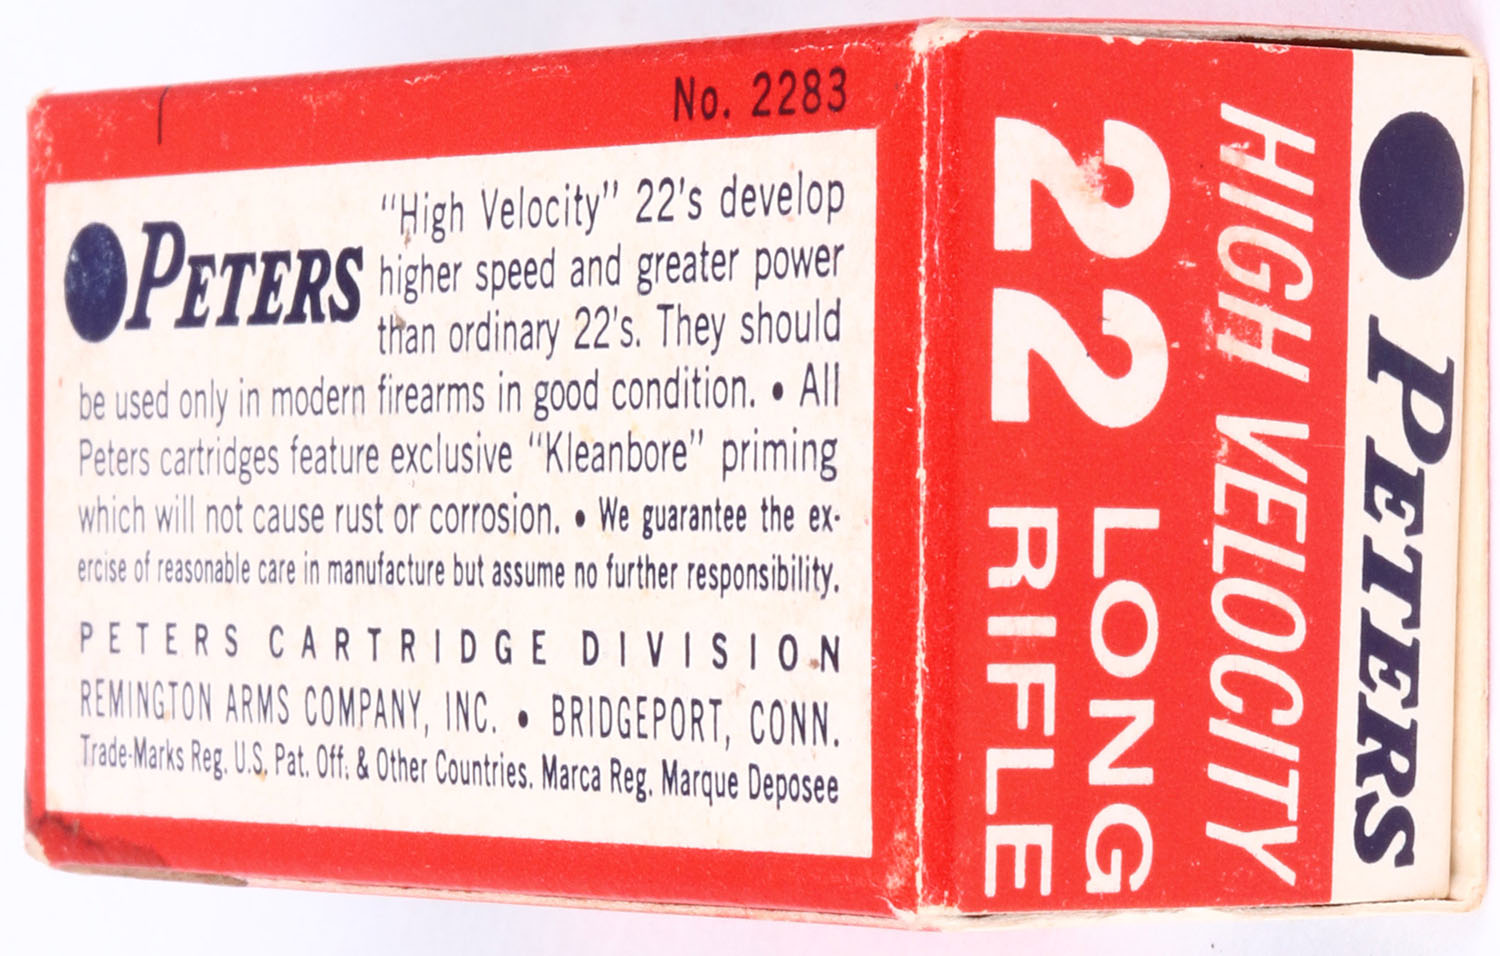 No. 2283
PETERS
"High Velocity" 22's develop
higher speed and greater power
than ordinary 22's. They should
be used only in modern firearms in good condition. • All
Peters cartridges feature exclusive "Kleanbore" priming
which will not cause rust or corrosion. • We guarantee the ex-
ercise of reasonable care in manufacture but assume no further responsibility.
PETERS CARTRIDGE DIVISION
REMINGTON ARMS COMPANY, INC. • BRIDGEPORT, CONN.
Trade-Marks Reg. U.S. Pat. Off. & Other Countries. Marca Reg. Marque Deposee
PETERS
HIGH VELOCITY
22 LONG
22 RIFLE